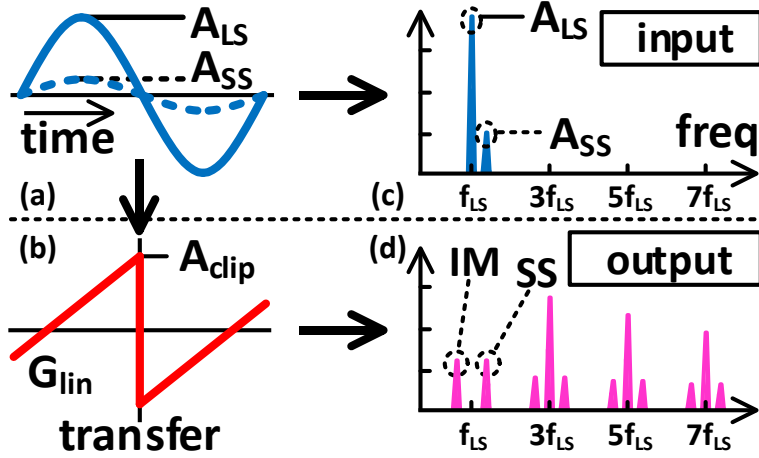 A_LS
A_SS
time
(a)
A_LS
input
A_SS
freq
(c)
f_LS 3f_LS 5f_LS 7f_LS
(b)
A_clip
G_lin
transfer
(d)
IM
SS
output
f_LS 3f_LS 5f_LS 7f_LS